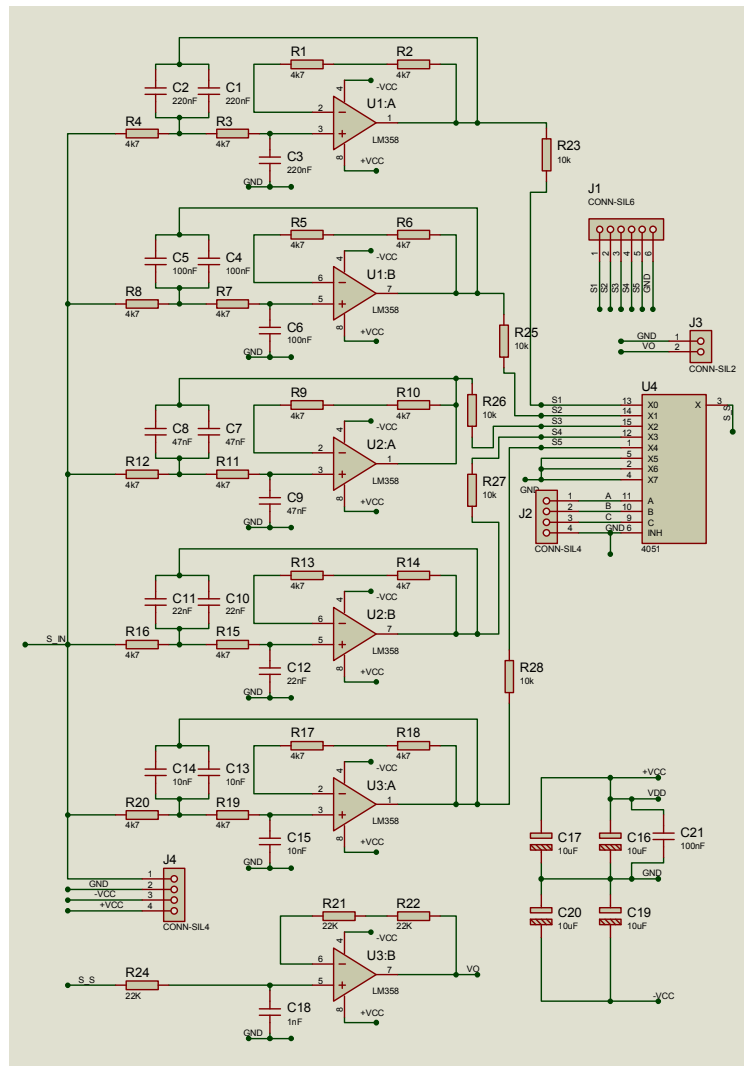 R1
4k7
R2
4k7
C2
220nF
C1
220nF
4
-VCC
U1:A
2
1
3
LM358
8
+VCC
R4
4k7
R3
4k7
C3
220nF
GND
R23
10k
J1
CONN-SIL6
1
2
3
4
5
6
S1
S2
S3
S4
S5
GND
R5
4k7
R6
4k7
C5
100nF
C4
100nF
4
-VCC
U1:B
6
7
5
LM358
8
+VCC
R8
4k7
R7
4k7
C6
100nF
GND
R25
10k
J3
GND
1
VO
2
CONN-SIL2
R9
4k7
R10
4k7
C8
47nF
C7
47nF
4
-VCC
U2:A
2
1
3
LM358
8
+VCC
R12
4k7
R11
4k7
C9
47nF
GND
R26
10k
R27
10k
U4
S1
13
X0
S2
14
X1
S3
15
X2
S4
12
X3
S5
1
X4
5
X5
2
X6
4
X7
X
3
S_S
GND
J2
1
A
11
A
2
B
10
B
3
C
9
C
4
GND
6
INH
CONN-SIL4
4051
R13
4k7
R14
4k7
C11
22nF
C10
22nF
4
-VCC
U2:B
6
7
5
LM358
8
+VCC
S_IN
R16
4k7
R15
4k7
C12
22nF
GND
R28
10k
R17
4k7
R18
4k7
C14
10nF
C13
10nF
4
-VCC
U3:A
2
1
3
LM358
8
+VCC
R20
4k7
R19
4k7
C15
10nF
GND
+VCC
VDD
C17
10uF
C16
10uF
C21
100nF
GND
C20
10uF
C19
10uF
-VCC
J4
1
GND
2
-VCC
3
+VCC
4
CONN-SIL4
R21
22K
R22
22K
4
-VCC
U3:B
6
7
VO
5
LM358
8
+VCC
S_S
R24
22K
C18
1nF
GND